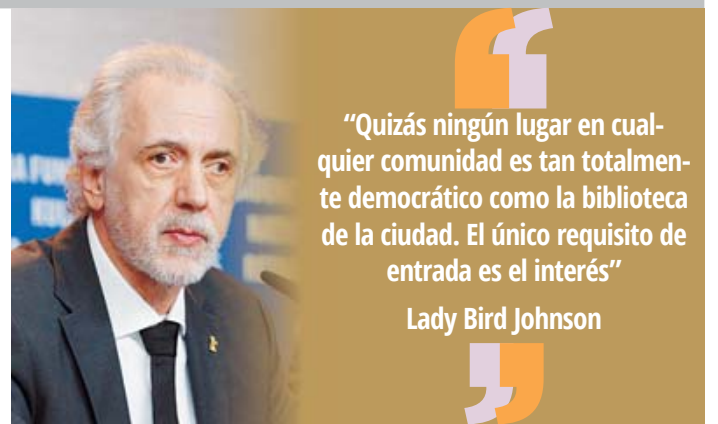 “Quizás ningún lugar en cual-
quier comunidad es tan totalmen-
te democrático como la biblioteca
de la ciudad. El único requisito de
entrada es el interés”
Lady Bird Johnson